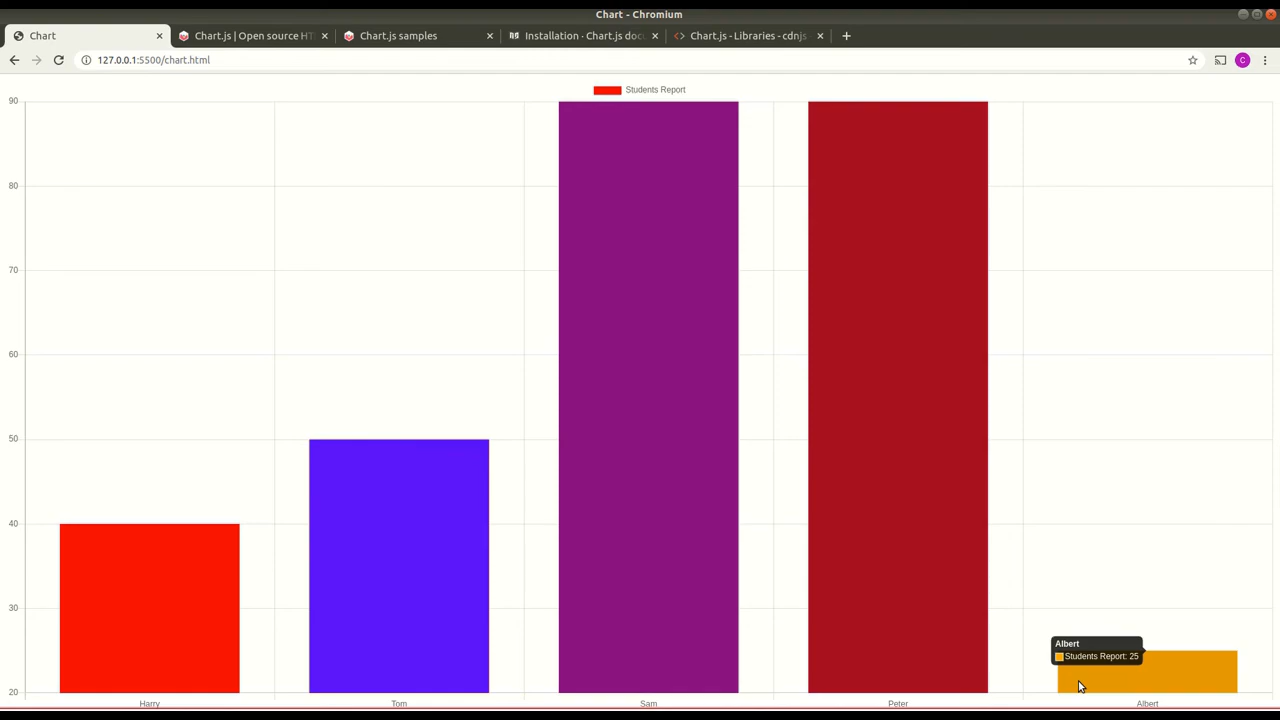 Chart - Chromium
Chart
Chart.js | Open source HT
Chart.js samples
Installation · Chart.js doc
Chart.js - Libraries - cdnjs
127.0.0.1:5500/chart.html
C
Students Report
90
80
70
60
50
40
30
20
Albert
Students Report: 25
Harry
Tom
Sam
Peter
Albert